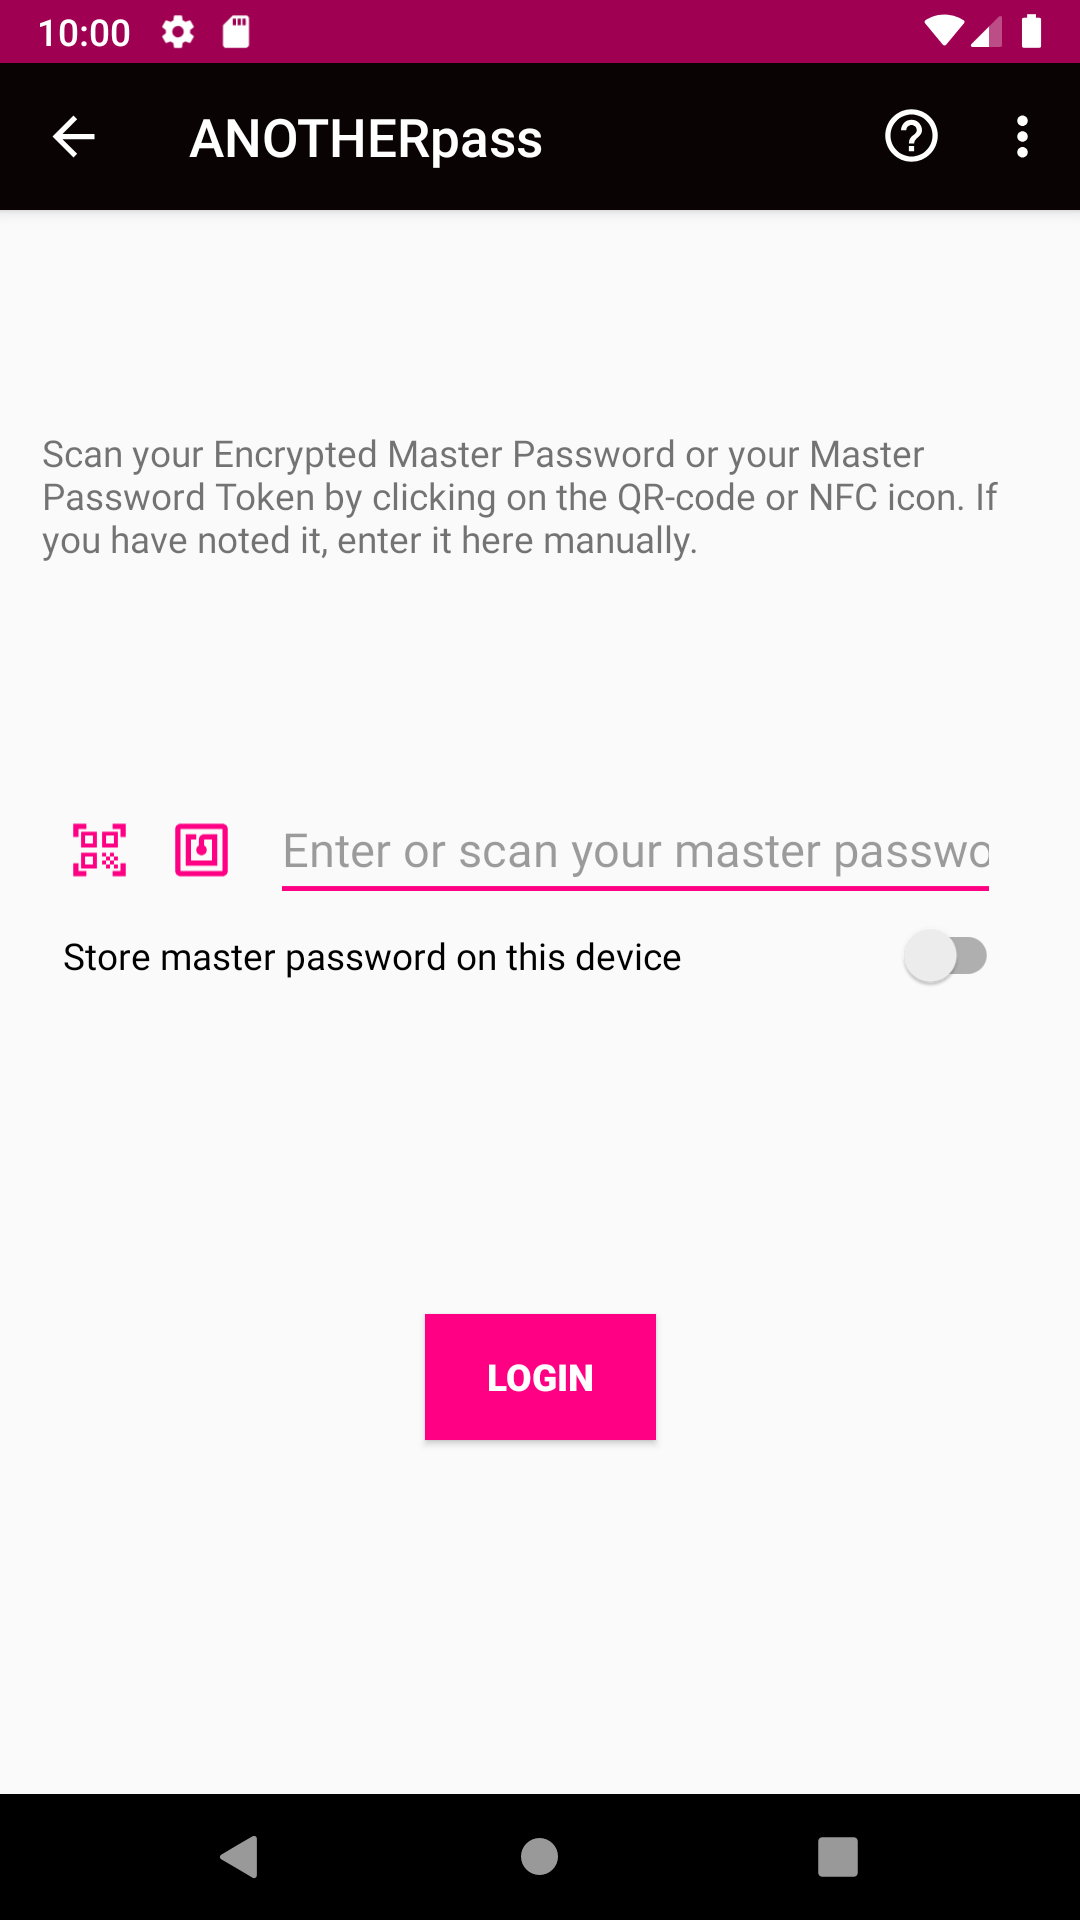 10:00
ANOTHERpass
Scan your Encrypted Master Password or your Master
Password Token by clicking on the QR-code or NFC icon. If
you have noted it, enter it here manually.
Enter or scan your master passwo
Store master password on this device
LOGIN